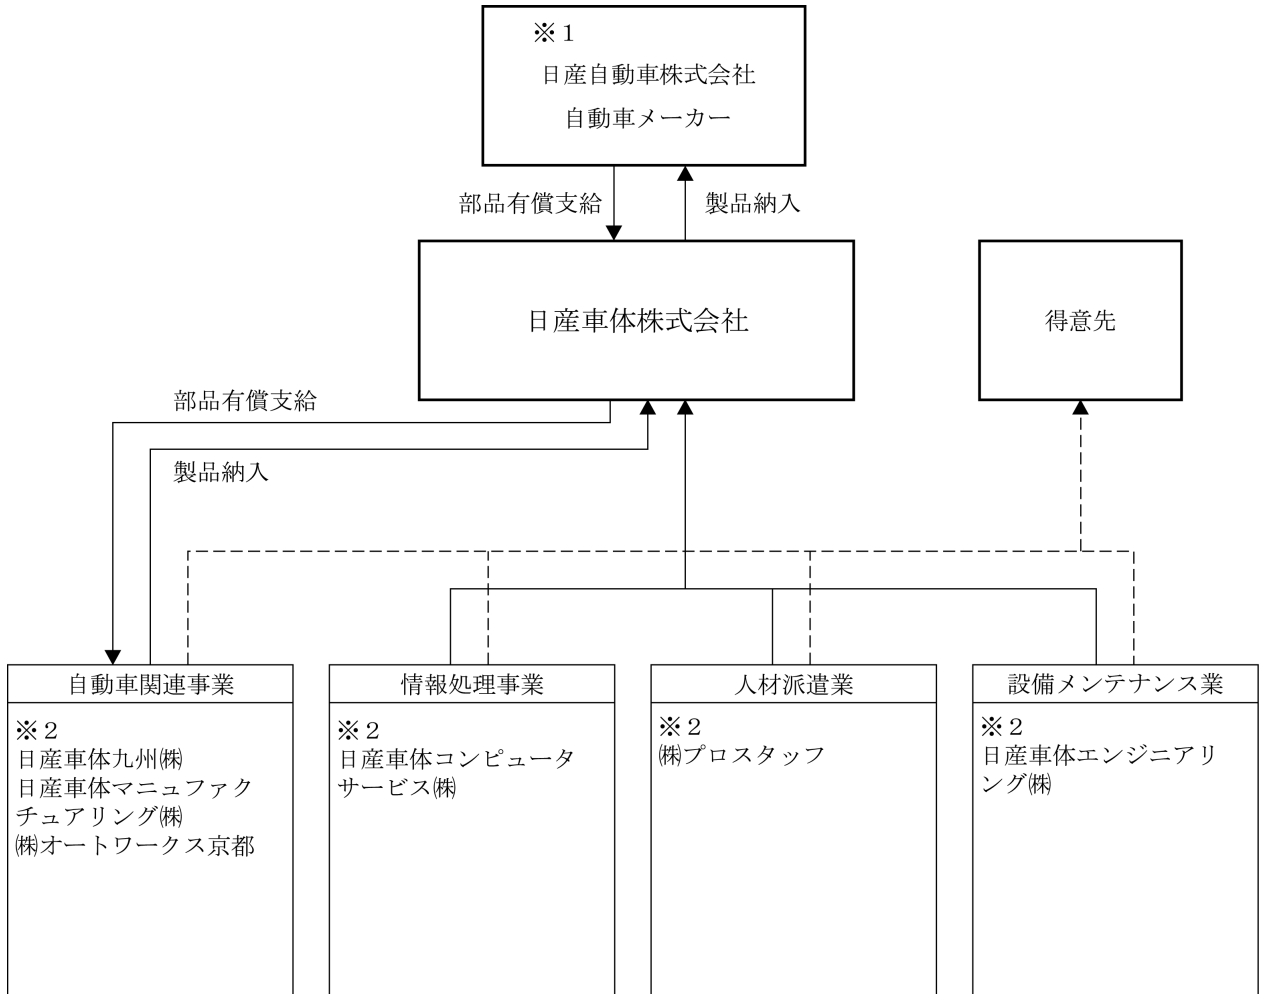 ※1
日産自動車株式会社
自動車メーカー
部品有償支給
製品納入
日産車体株式会社
得意先
部品有償支給
製品納入
自動車関連事業
※2
日産車体九州㈱
日産車体マニュファク
チュアリング㈱
㈱オートワークス京都
情報処理事業
※2
日産車体コンピュータ
サービス㈱
人材派遣業
※2
㈱プロスタッフ
設備メンテナンス業
※2
日産車体エンジニアリ
ング㈱